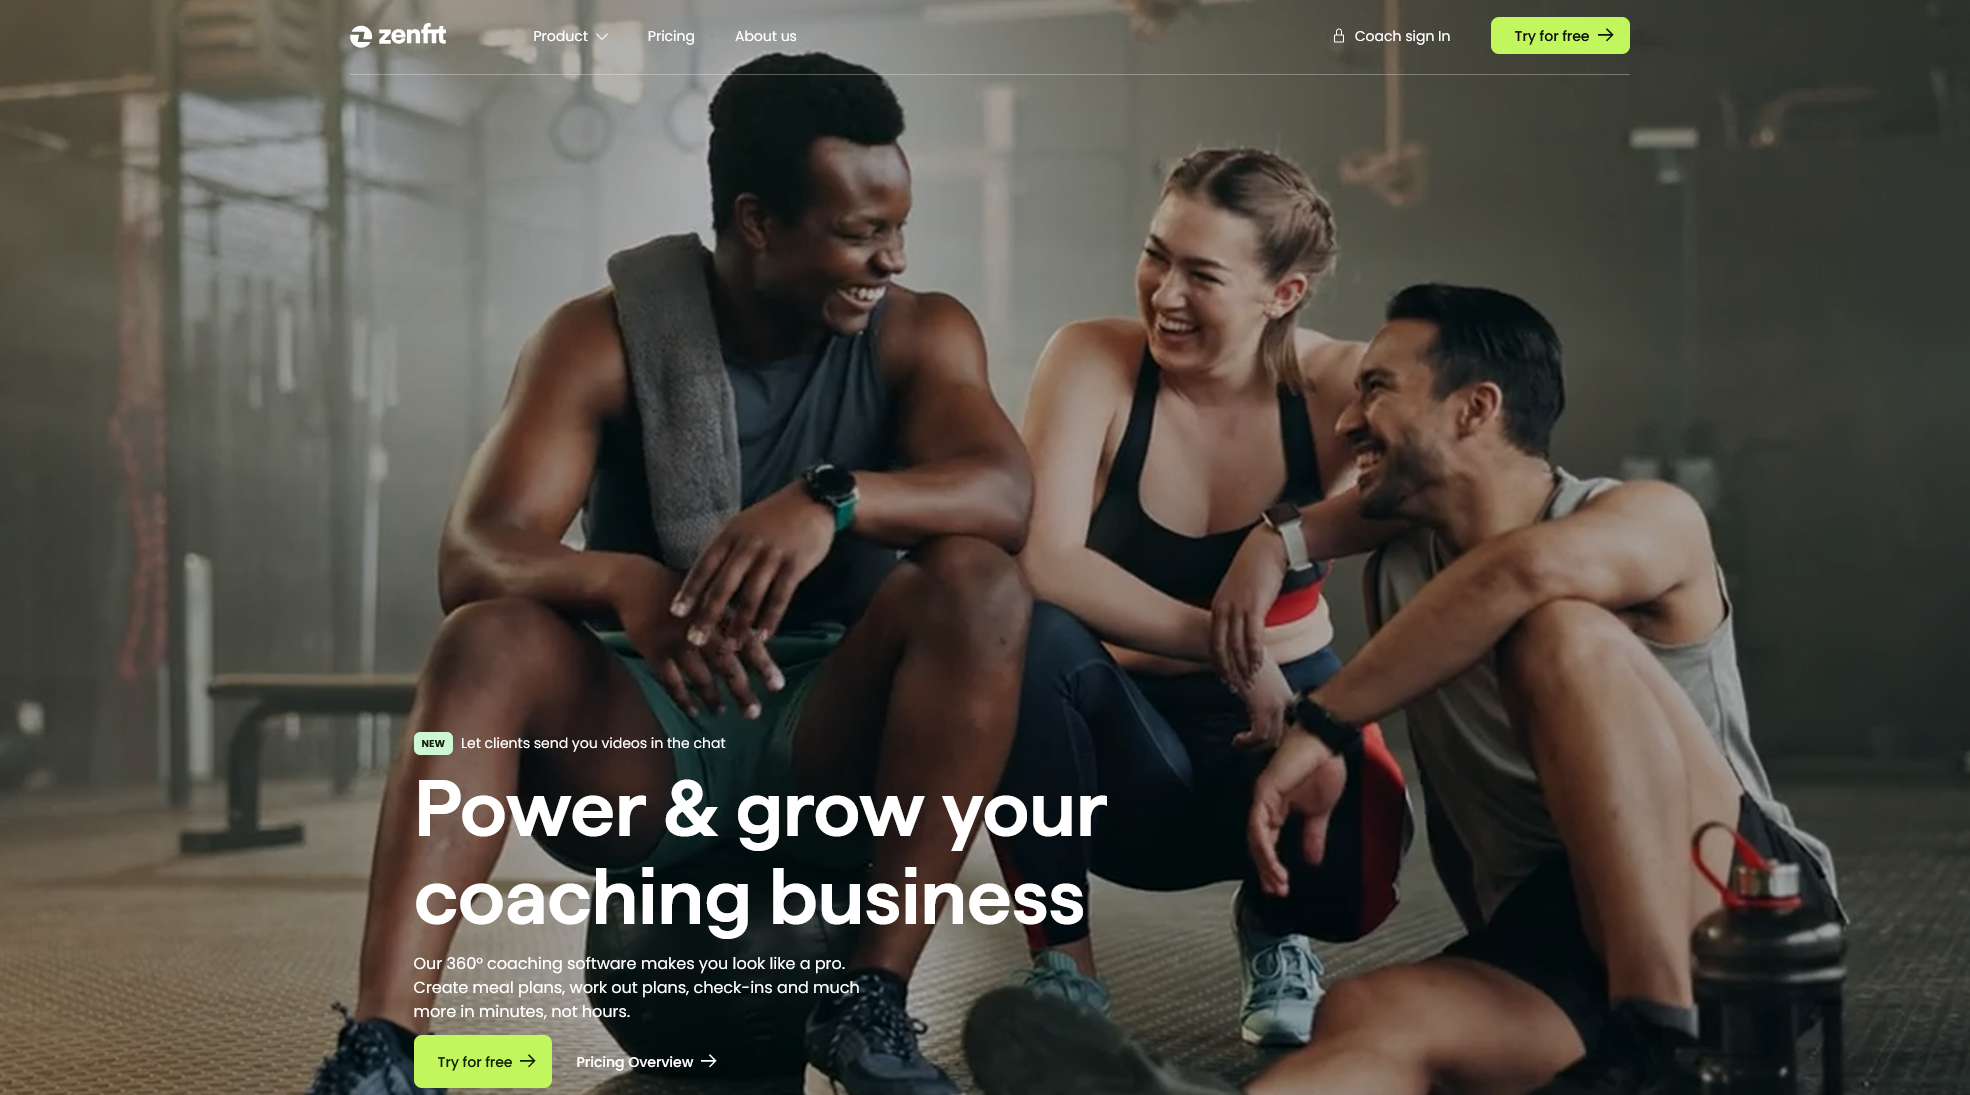 zenfit
Product
Pricing
About us
Coach sign In
Try for free
NEW
Let clients send you videos in the chat
Power & grow your
coaching business
Our 360° coaching software makes you look like a pro.
Create meal plans, work out plans, check-ins and much
more in minutes, not hours.
Try for free
Pricing Overview